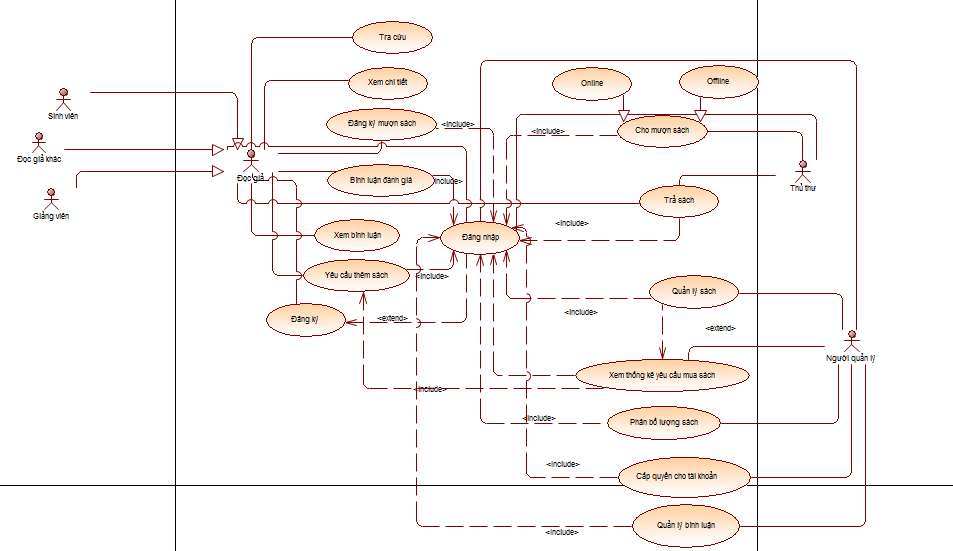 Tra cứu
Xem chi tiết
Online
Offline
Sinh viên
Đăng ký mượn sách
<include>
<include>
Cho mượn sách
Đọc giả khác
Đọc giả
Bình luận đánh giá
<include>
Thủ thư
Giảng viên
Trả sách
<include>
Xem bình luận
Đăng nhập
Yêu cầu thêm sách
<include>
Quản lý sách
<include>
Đăng ký
<extend>
<extend>
Người quản lý
Xem thống kê yêu cầu mua sách
<include>
<include>
Phân bổ lượng sách
<include>
Cấp quyền cho tài khoản
Quản lý bình luận
<include>